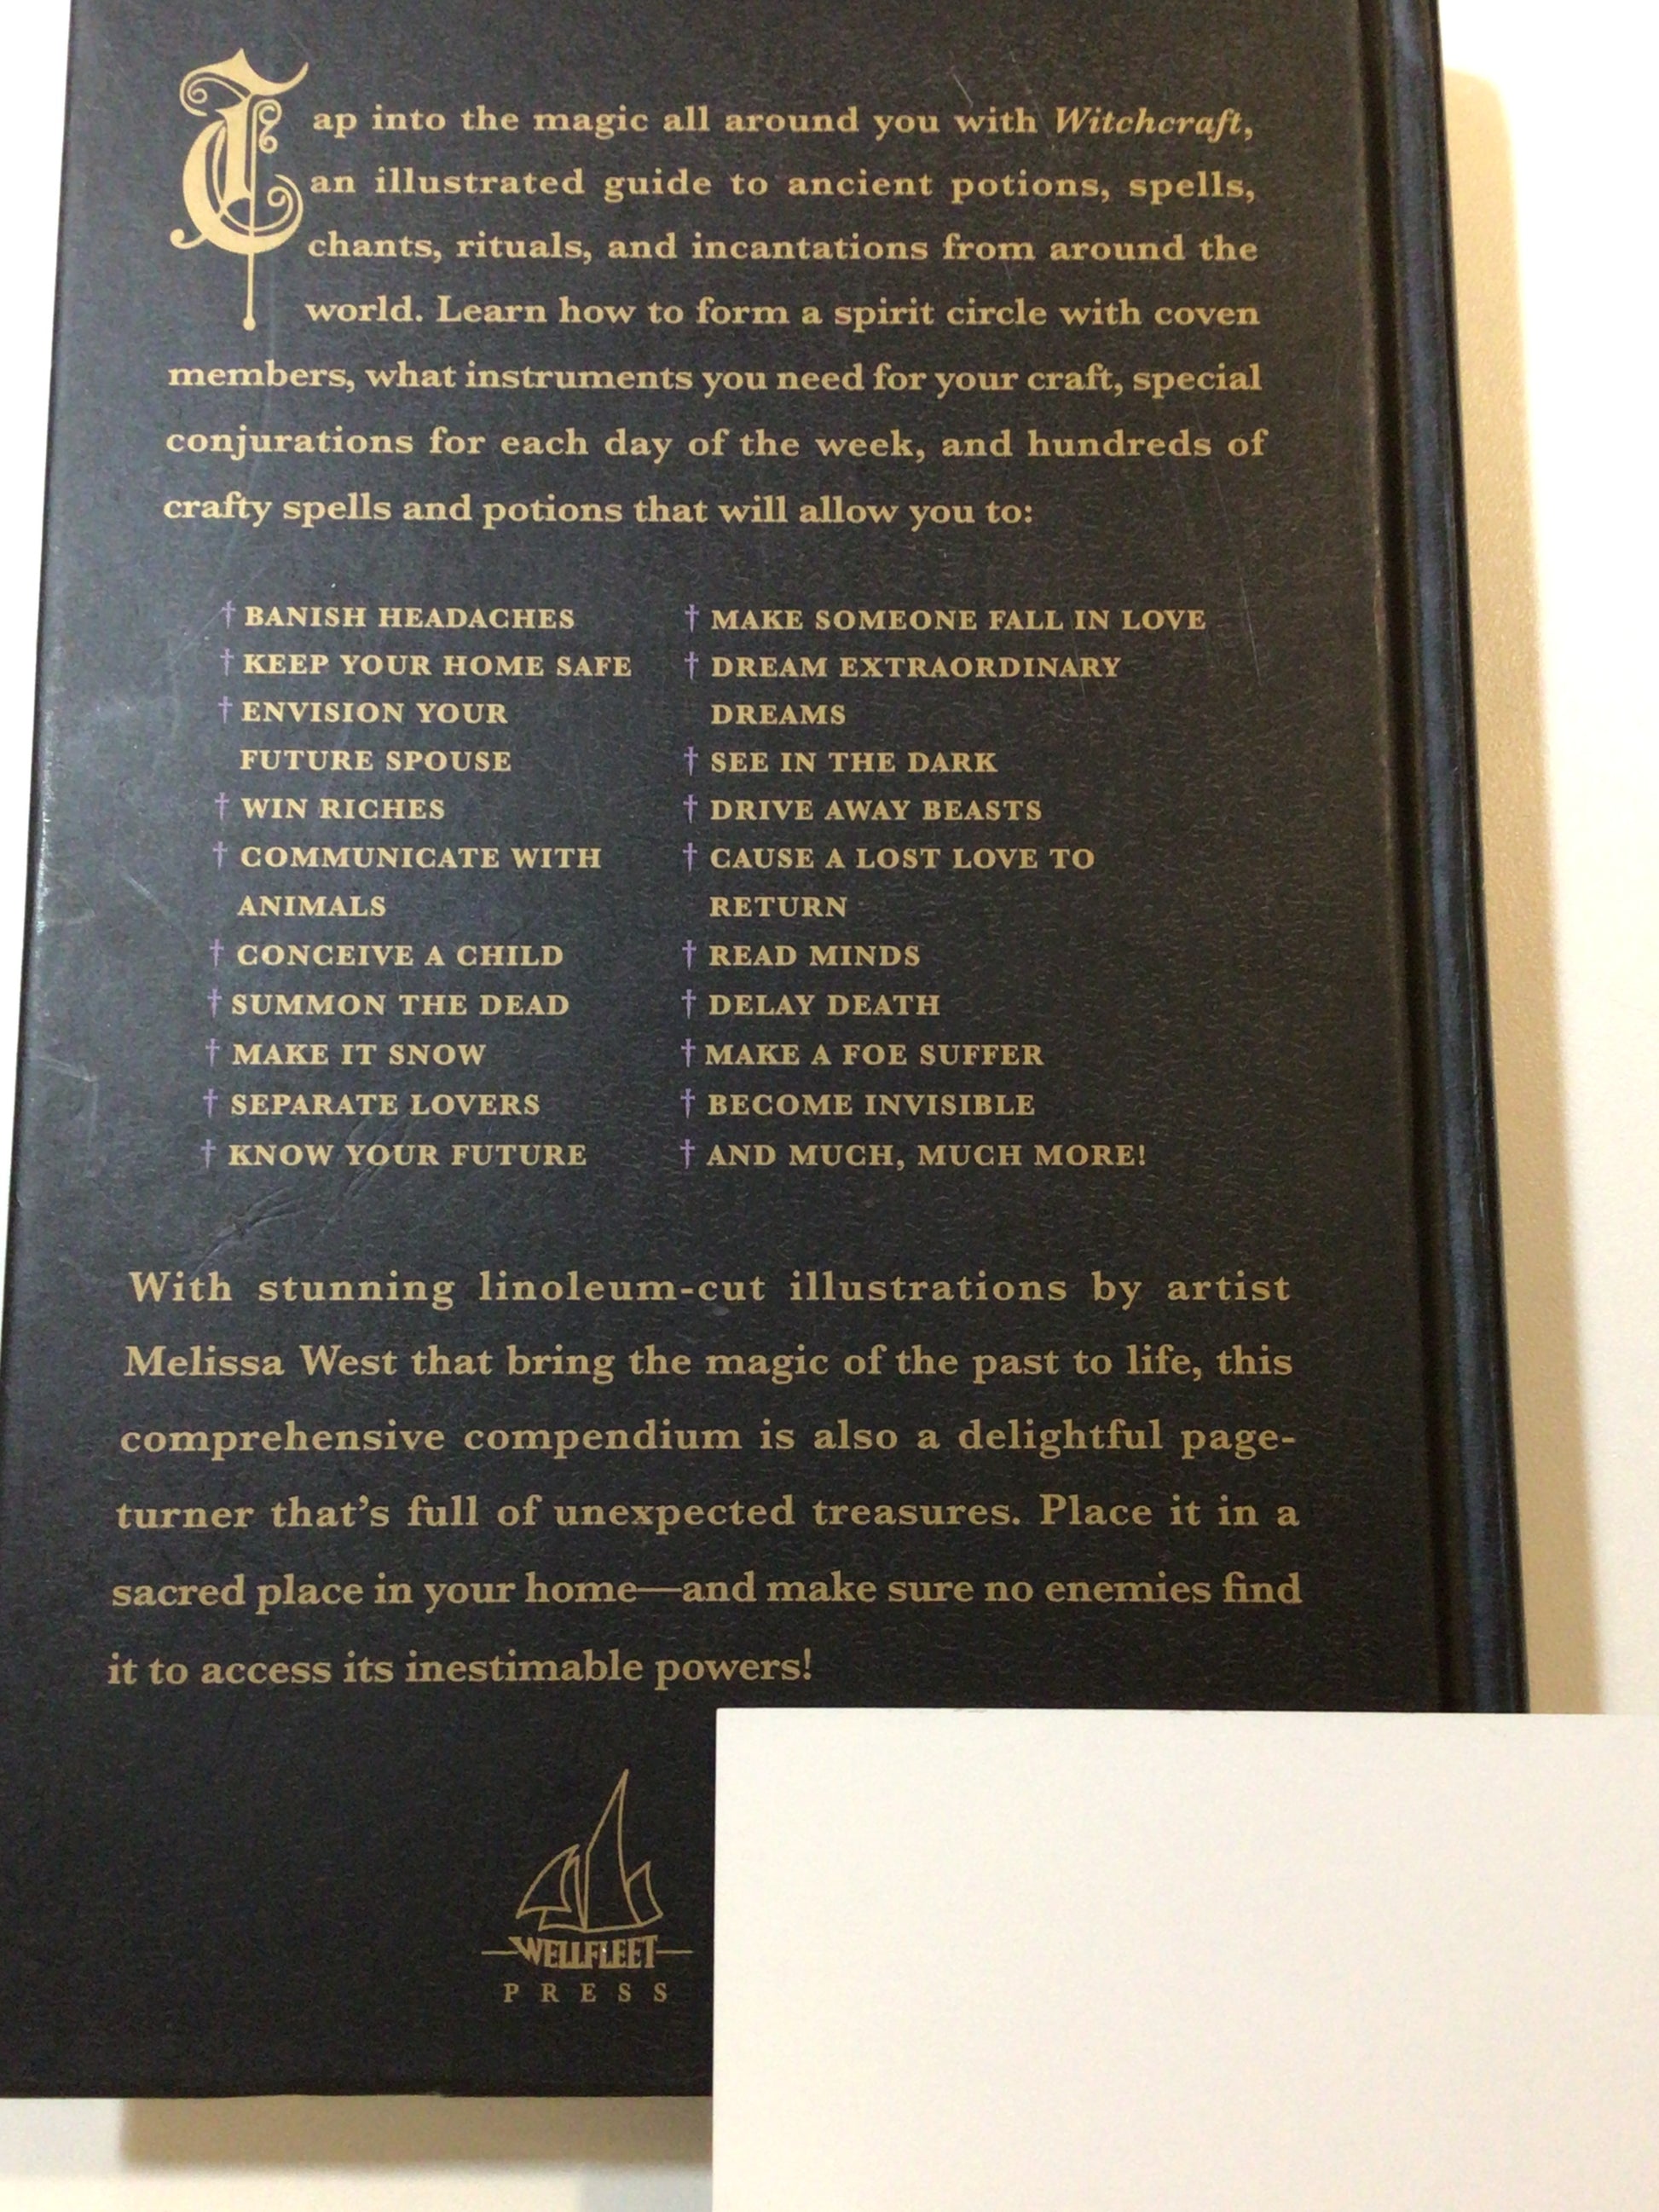 Tap into the magic all around you with Witchcraft,
an illustrated guide to ancient potions, spells,
chants, rituals, and incantations from around the
world. Learn how to form a spirit circle with coven
members, what instruments you need for your craft, special
conjurations for each day of the week, and hundreds of
crafty spells and potions that will allow you to:
† BANISH HEADACHES
† KEEP YOUR HOME SAFE
† ENVISION YOUR
FUTURE SPOUSE
† WIN RICHES
† COMMUNICATE WITH
ANIMALS
† CONCEIVE A CHILD
† SUMMON THE DEAD
† MAKE IT SNOW
† SEPARATE LOVERS
† KNOW YOUR FUTURE
† MAKE SOMEONE FALL IN LOVE
† DREAM EXTRAORDINARY
DREAMS
† SEE IN THE DARK
† DRIVE AWAY BEASTS
† CAUSE A LOST LOVE TO
RETURN
† READ MINDS
† DELAY DEATH
† MAKE A FOE SUFFER
† BECOME INVISIBLE
† AND MUCH, MUCH MORE!
With stunning linoleum-cut illustrations by artist
Melissa West that bring the magic of the past to life, this
comprehensive compendium is also a delightful page-
turner that's full of unexpected treasures. Place it in a
sacred place in your home—and make sure no enemies find
it to access its inestimable powers!
WELLFLEET
PRESS